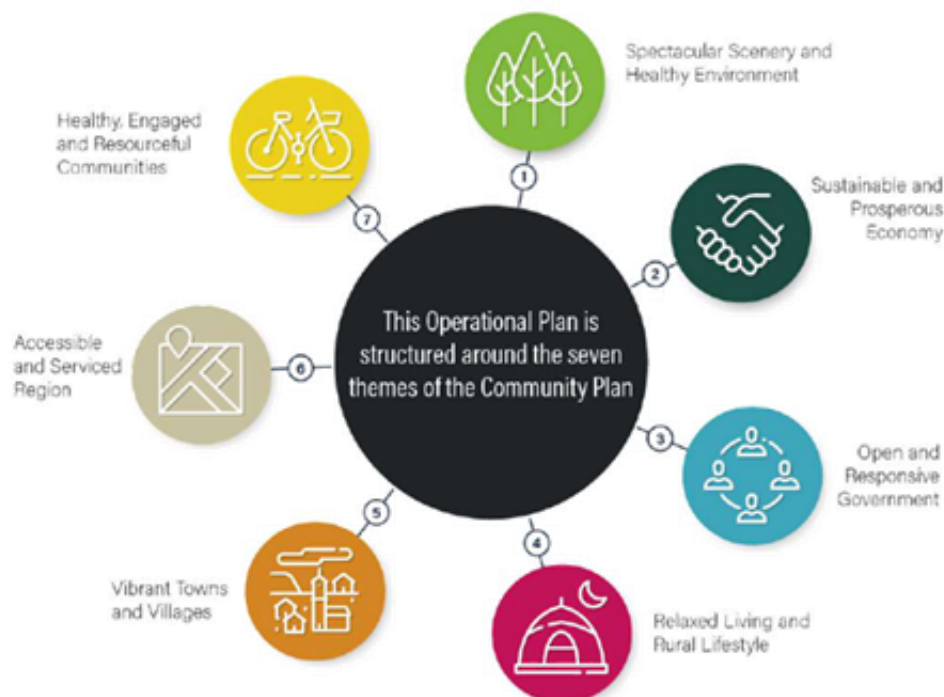 This Operational Plan is
structured around the seven
themes of the Community Plan
1
Spectacular Scenery and
Healthy Environment
2
Sustainable and
Prosperous
Economy
3
Open and
Responsive
Government
4
Relaxed Living and
Rural Lifestyle
5
Vibrant Towns
and Villages
6
Accessible
and Serviced
Region
7
Healthy, Engaged
and Resourceful
Communities